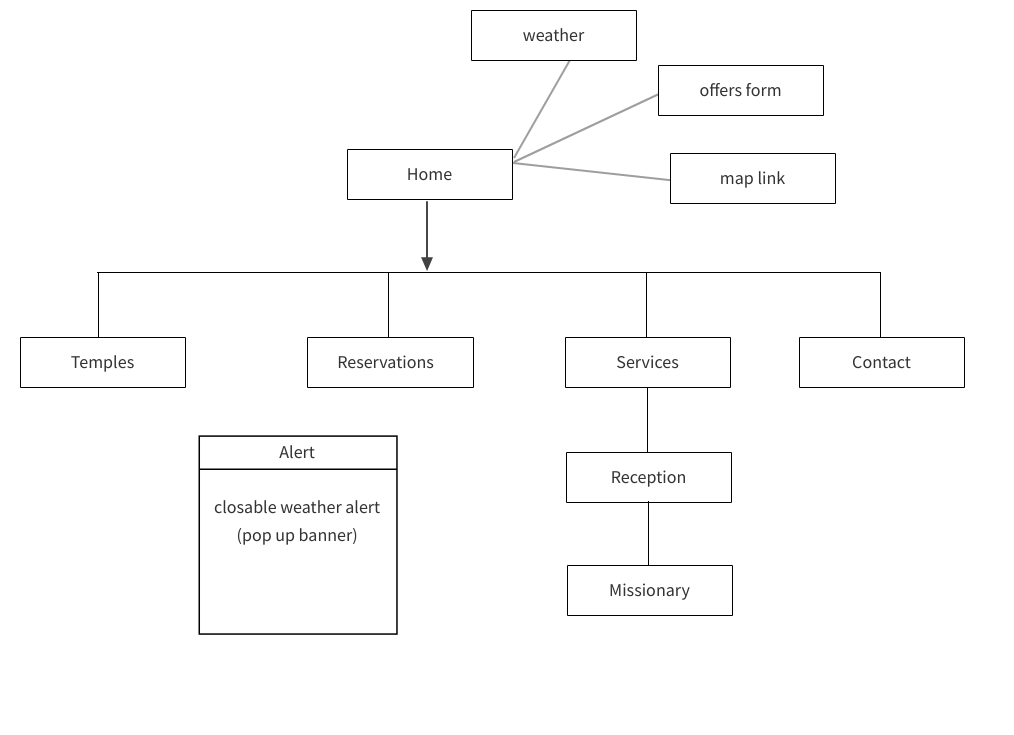 weather
offers form
Home
map link
Temples
Reservations
Services
Contact
Alert
closable weather alert
(pop up banner)
Reception
Missionary